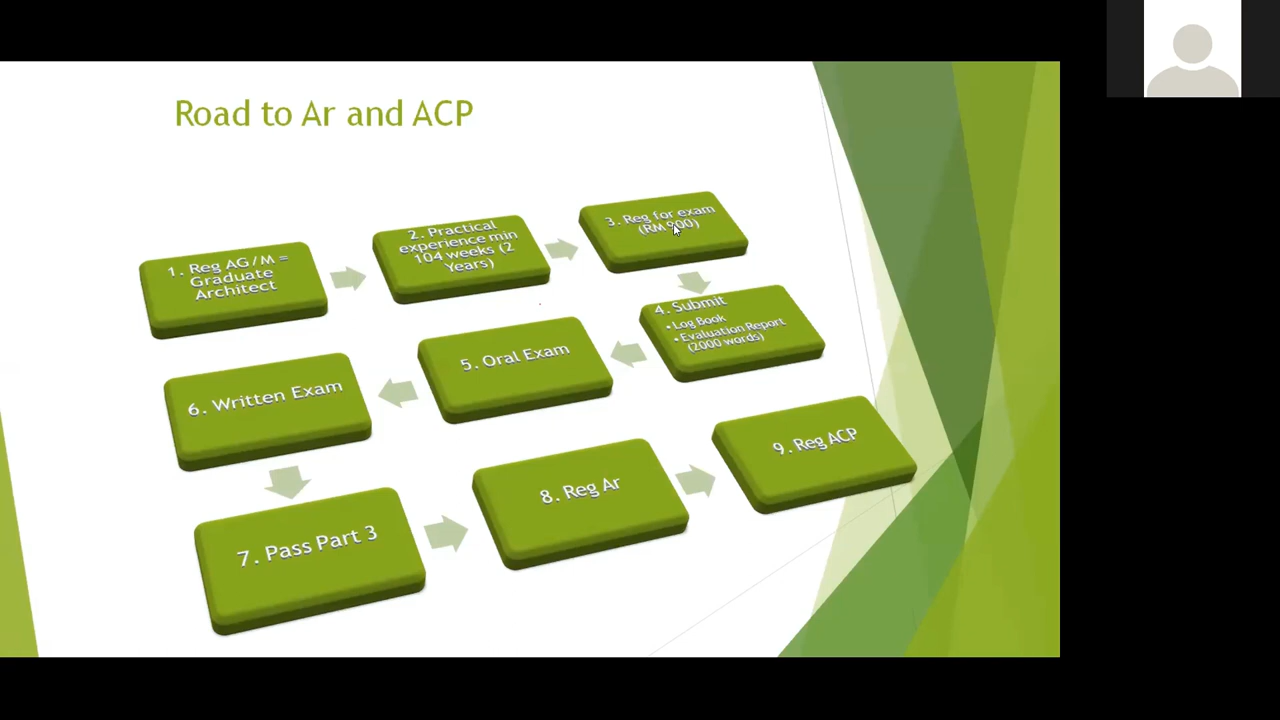 Road to Ar and ACP
1. Reg AG/M =
Graduate
Architect
2. Practical
experience min
104 weeks (2
Years)
3. Reg for exam
(RM 900)
4. Submit
• Log Book
• Evaluation Report
(2000 words)
5. Oral Exam
6. Written Exam
7. Pass Part 3
8. Reg Ar
9. Reg ACP